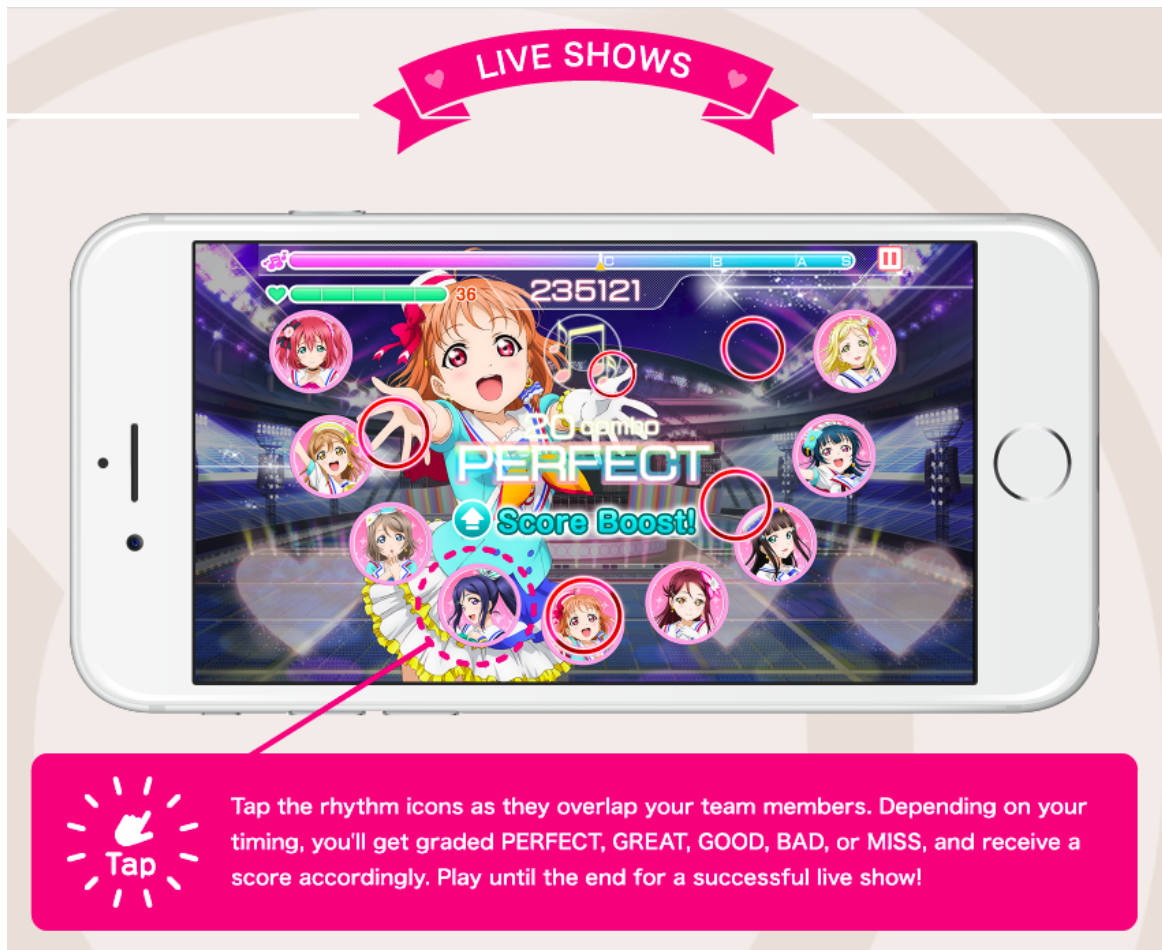 LIVE SHOWS
C B A S
36
235121
20 combo
PERFECT
Score Boost!
Tap
Tap the rhythm icons as they overlap your team members. Depending on your
timing, you'll get graded PERFECT, GREAT, GOOD, BAD, or MISS, and receive a
score accordingly. Play until the end for a successful live show!